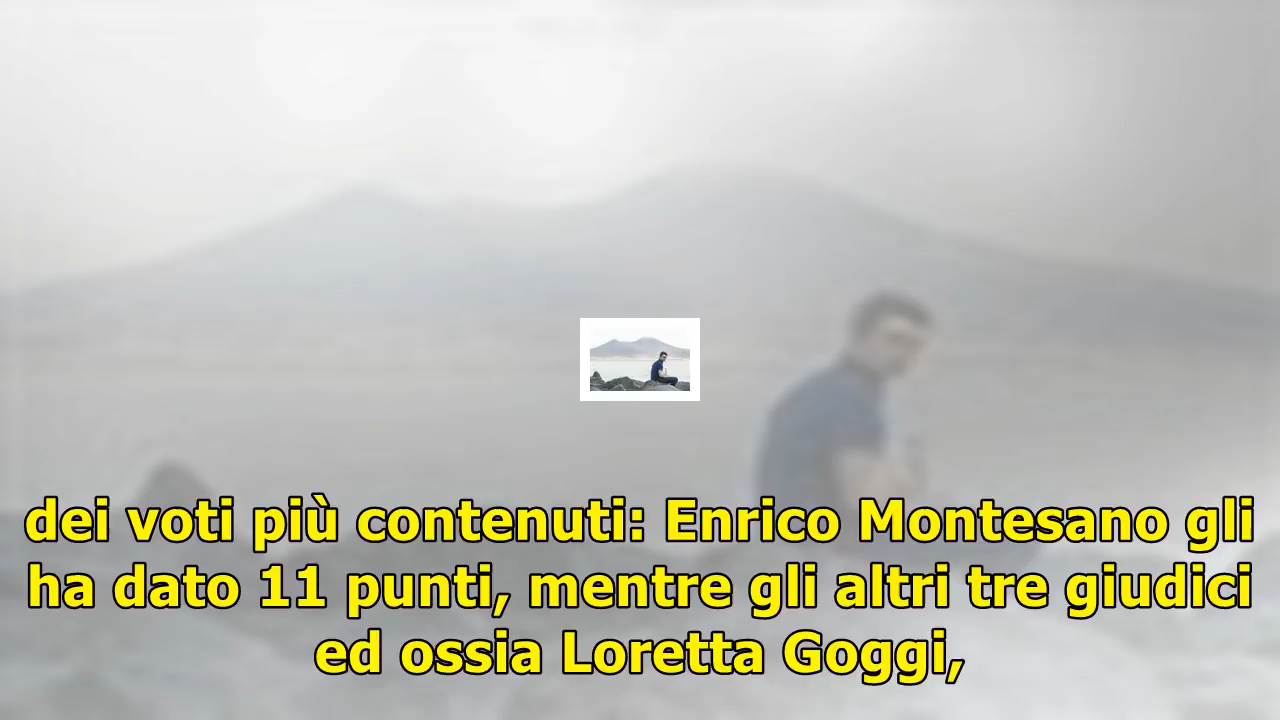 dei voti più contenuti: Enrico Montesano gli
ha dato 11 punti, mentre gli altri tre giudici
ed ossia Loretta Goggi,